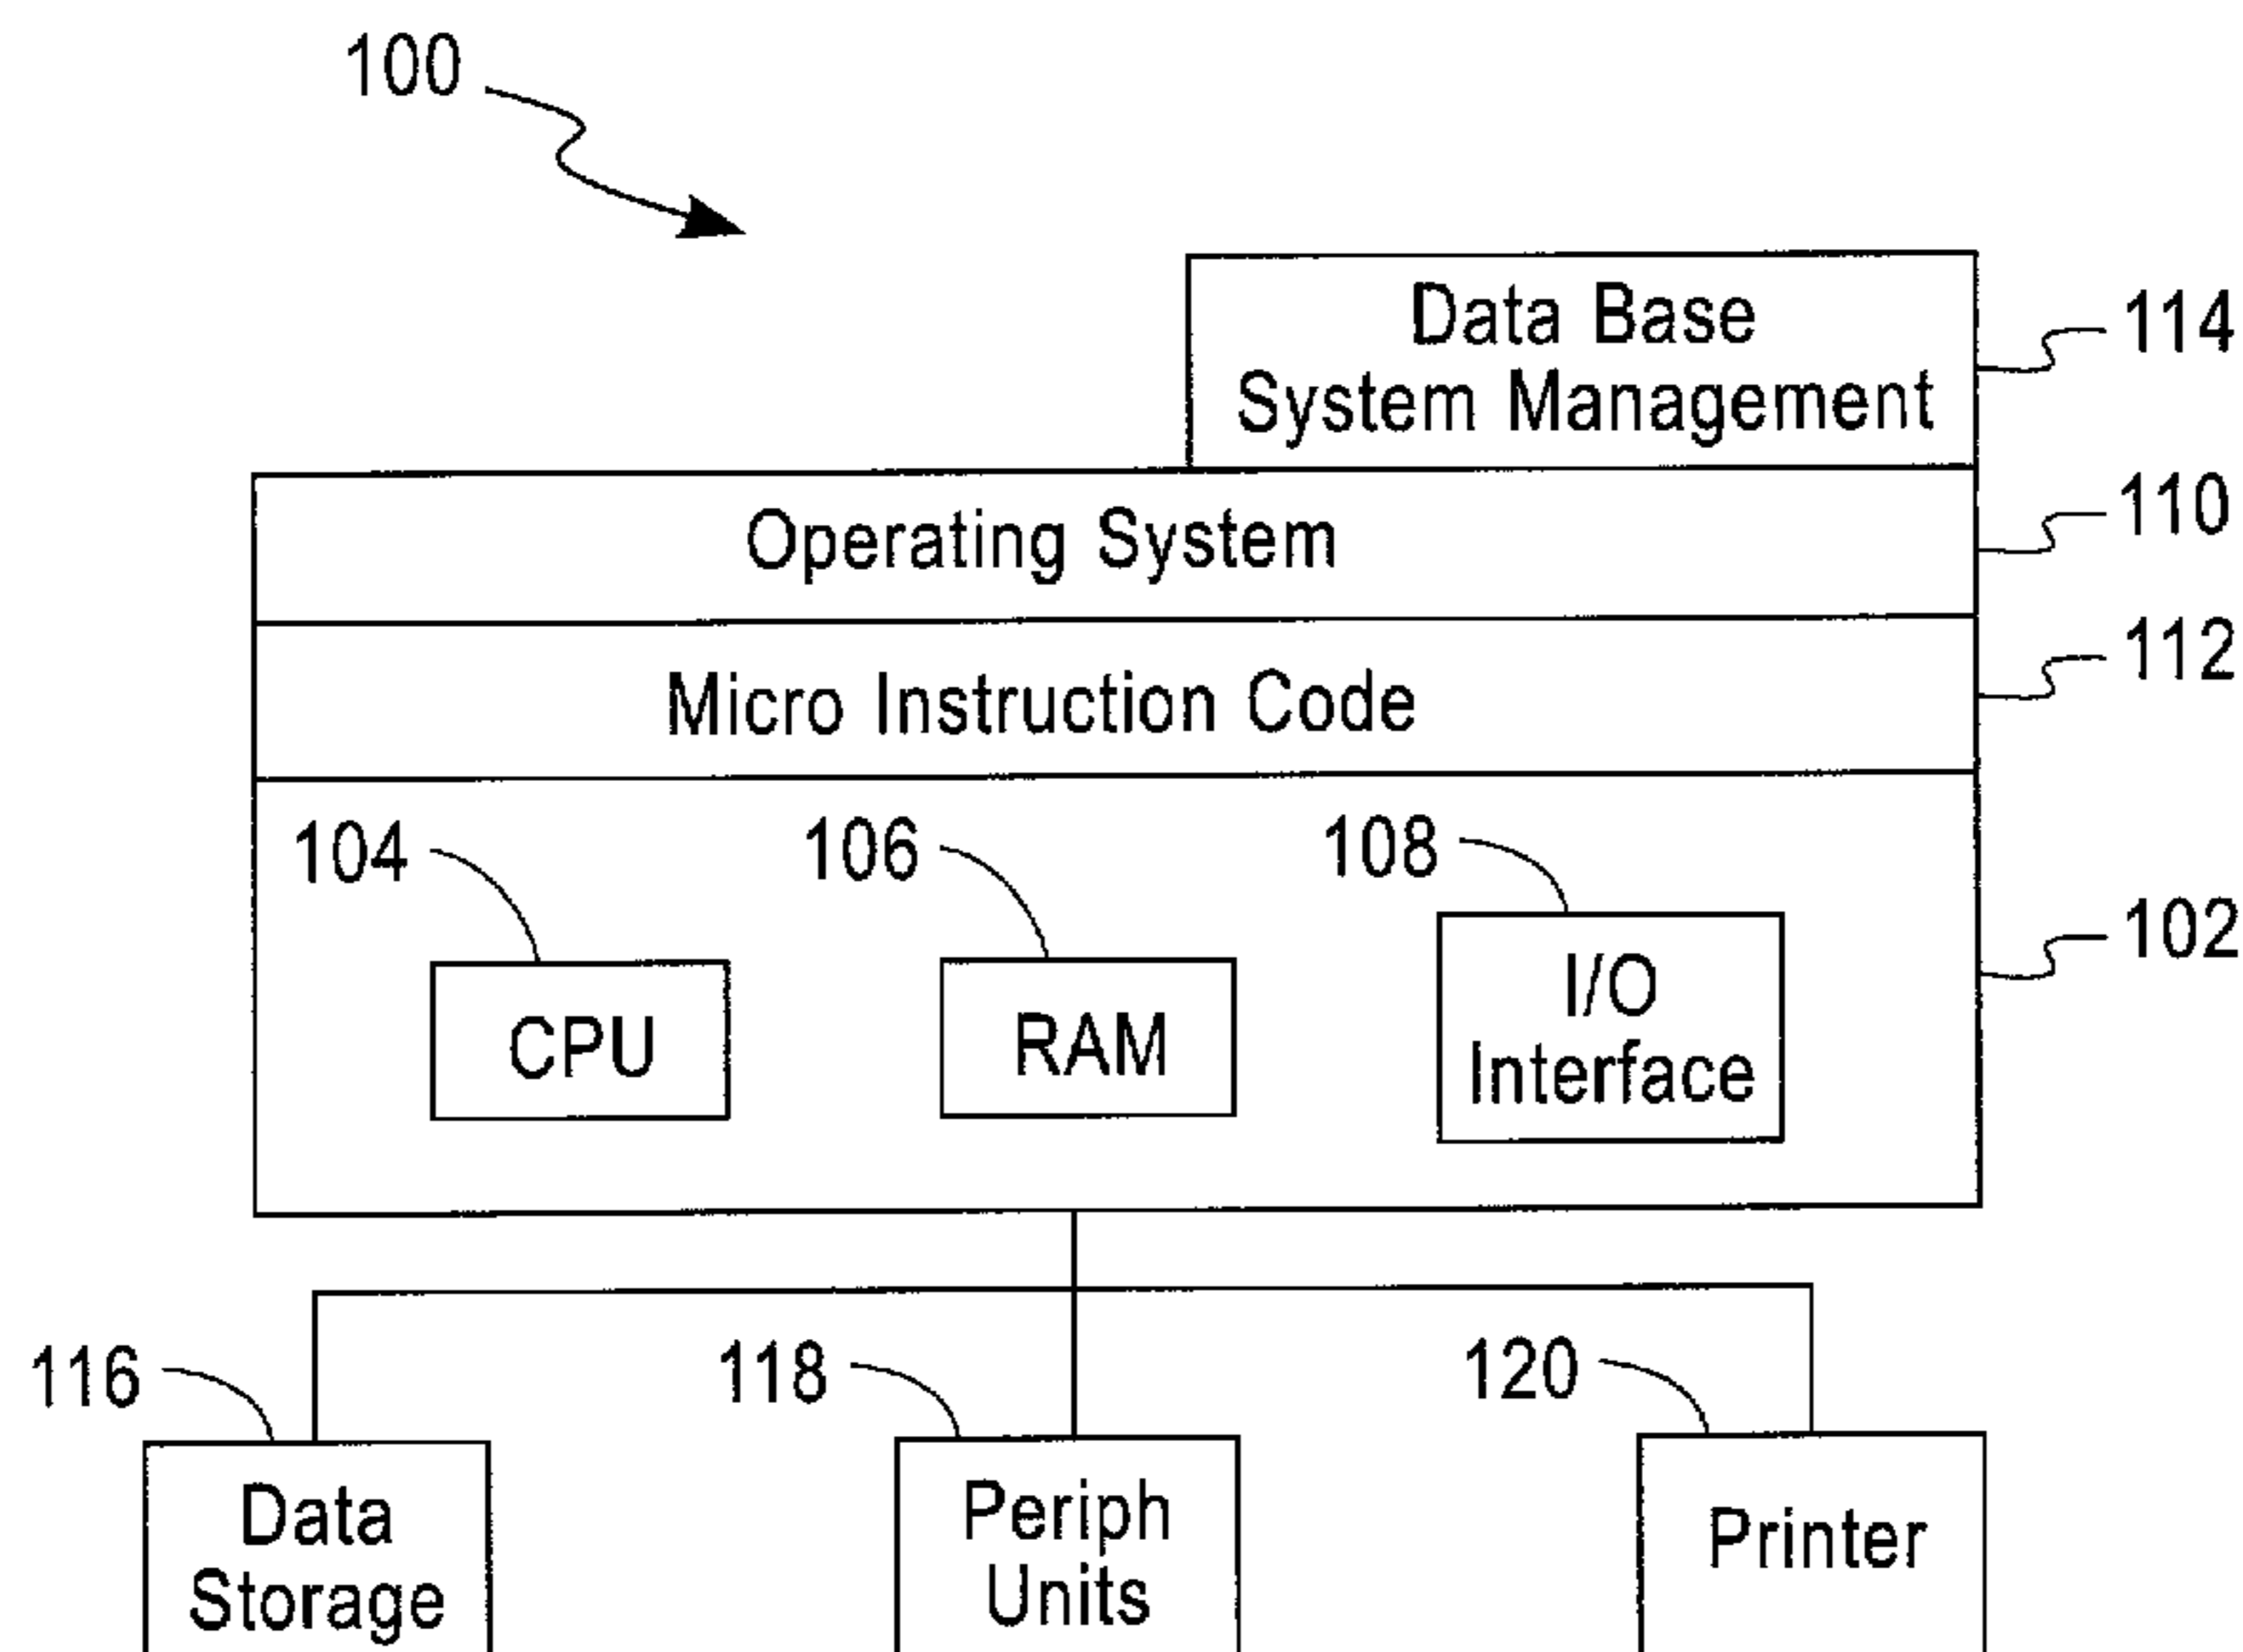 100
Data Base
System Management
114
Operating System
110
Micro Instruction Code
112
104
106
108
102
CPU
RAM
I/O
Interface
116
118
120
Data
Storage
Periph
Units
Printer